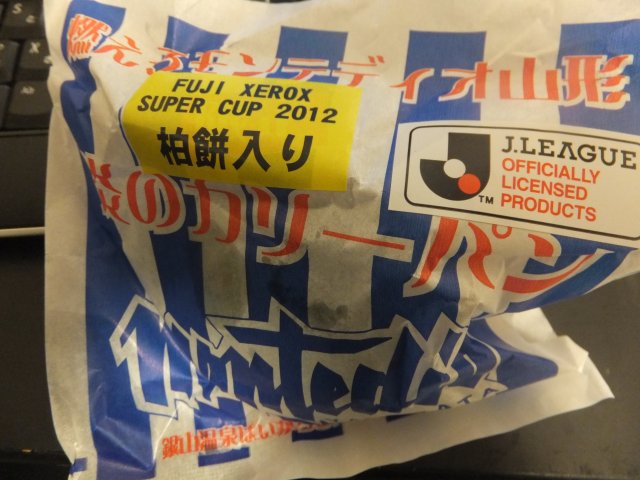 燃えろモンテディオ山形
FUJI XEROX
SUPER CUP 2012
柏餅入り
J.LEAGUE
OFFICIALLY
LICENSED
PRODUCTS
TM
炎のカリーパン